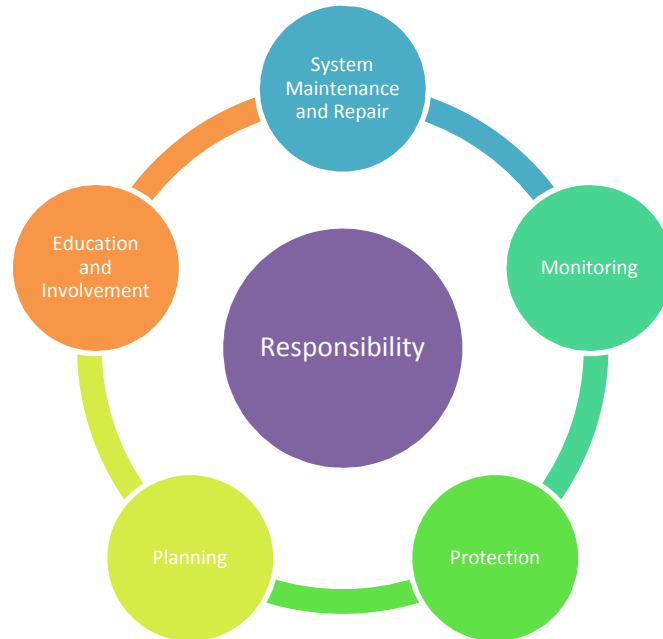 System
Maintenance
and Repair
Education
and
Involvement
Monitoring
Responsibility
Planning
Protection